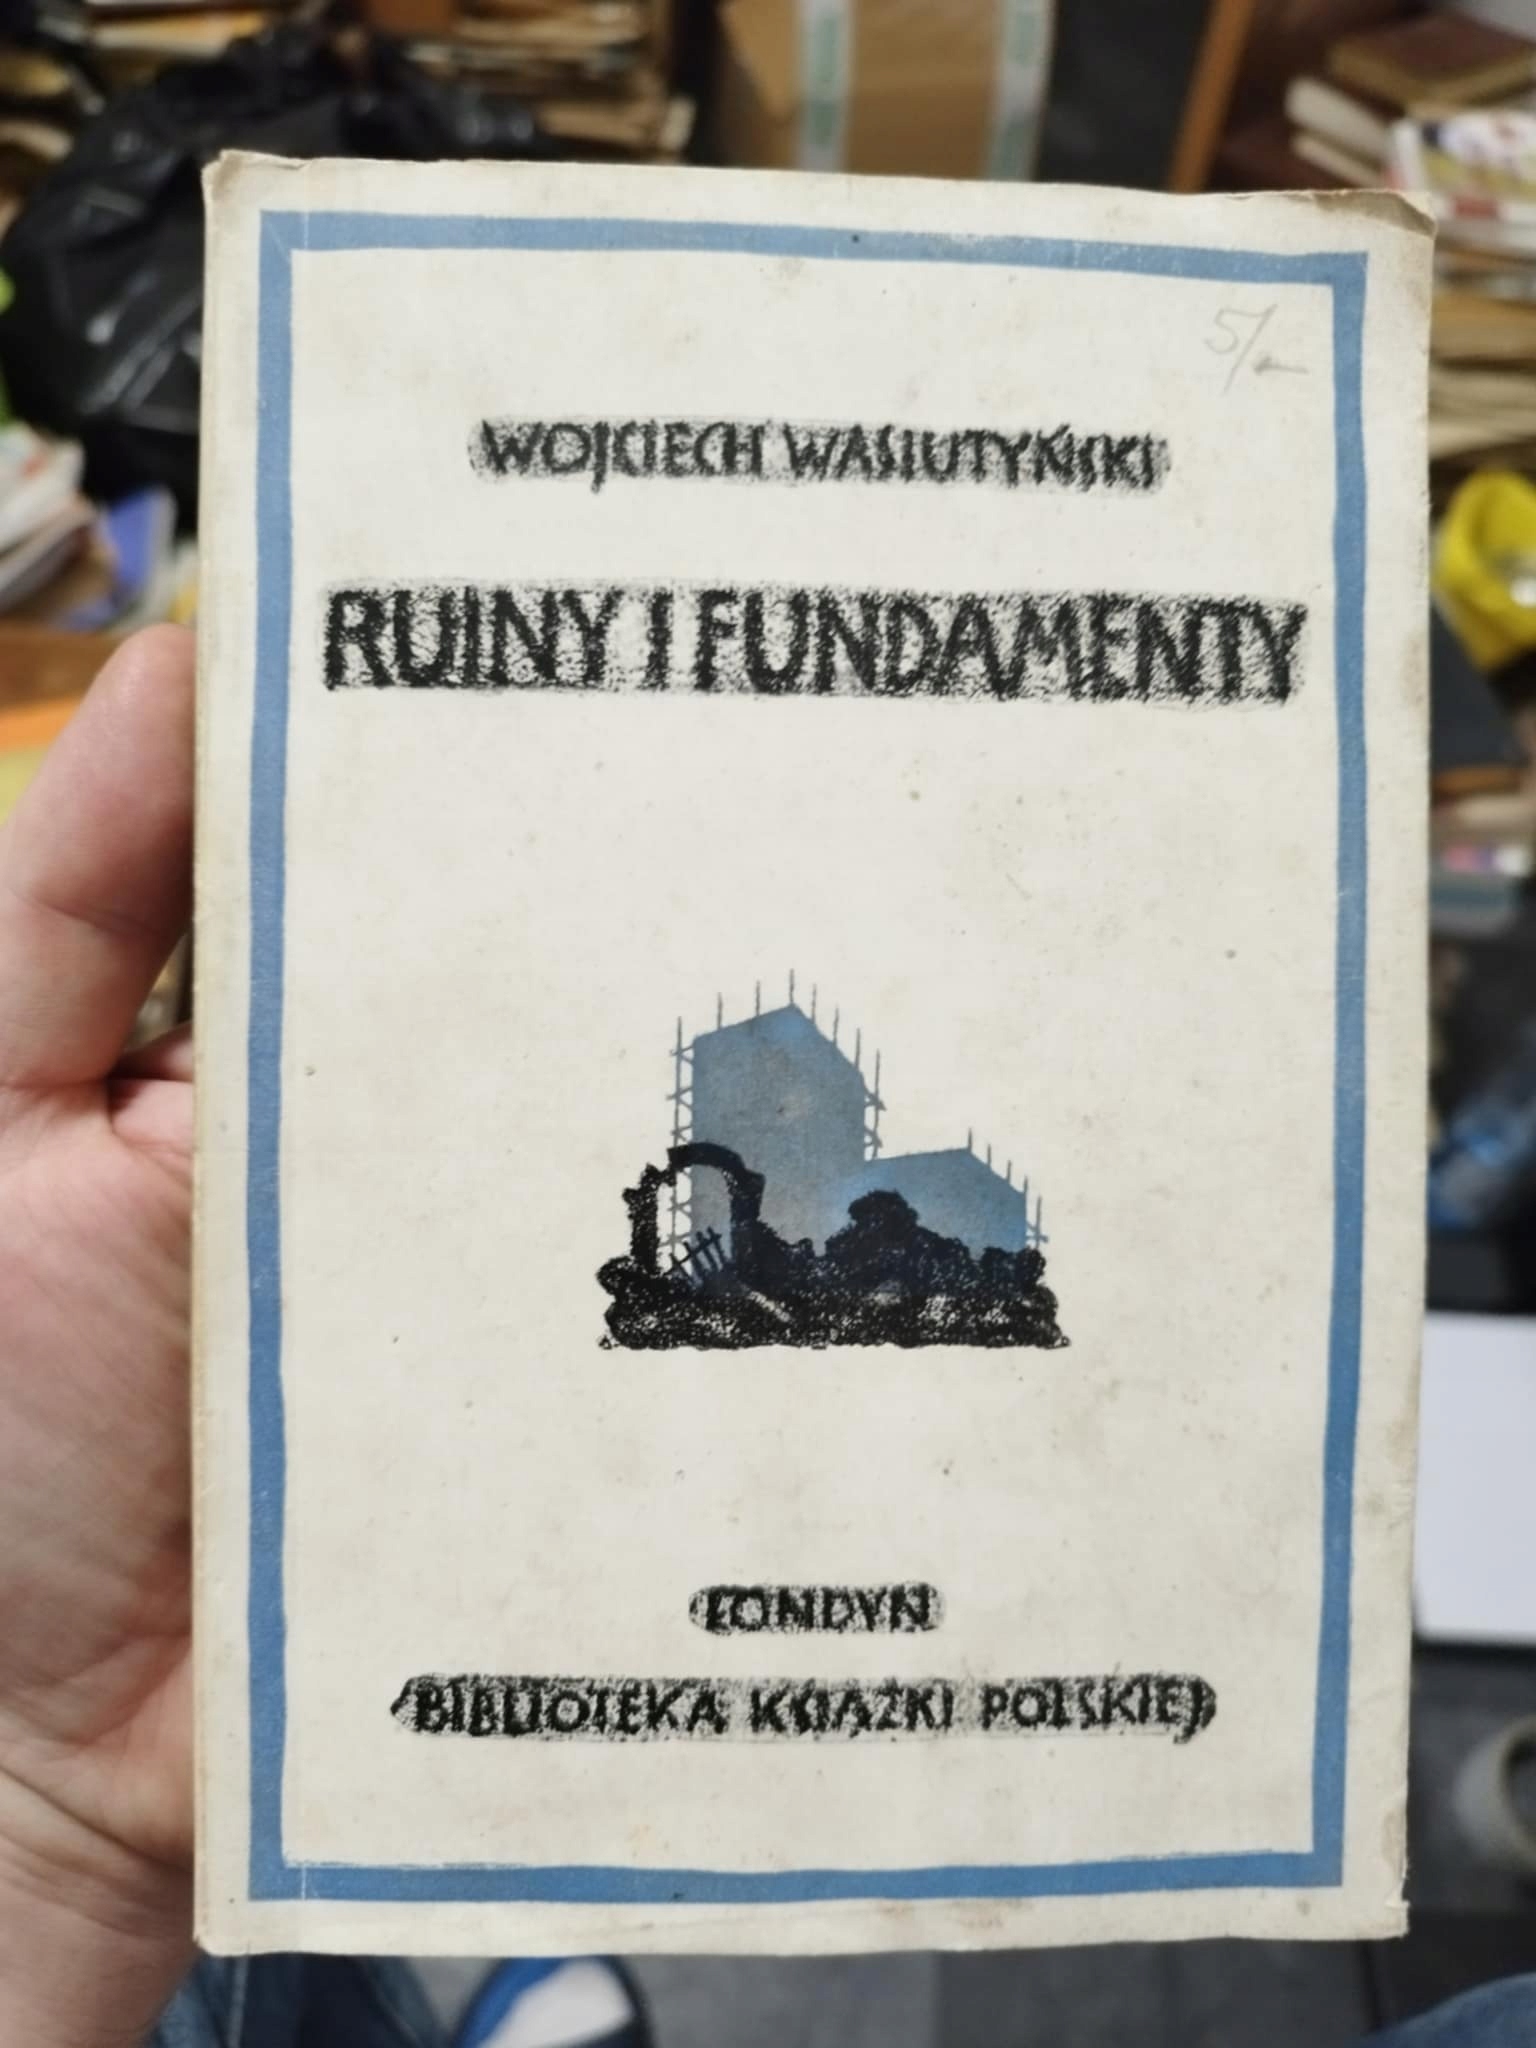 5/-
WOJCIECH WASIUTYŃSKI
RUINY I FUNDAMENTY
LONDYN
BIBLIOTEKA KSIĄŻKI POLSKIEJ